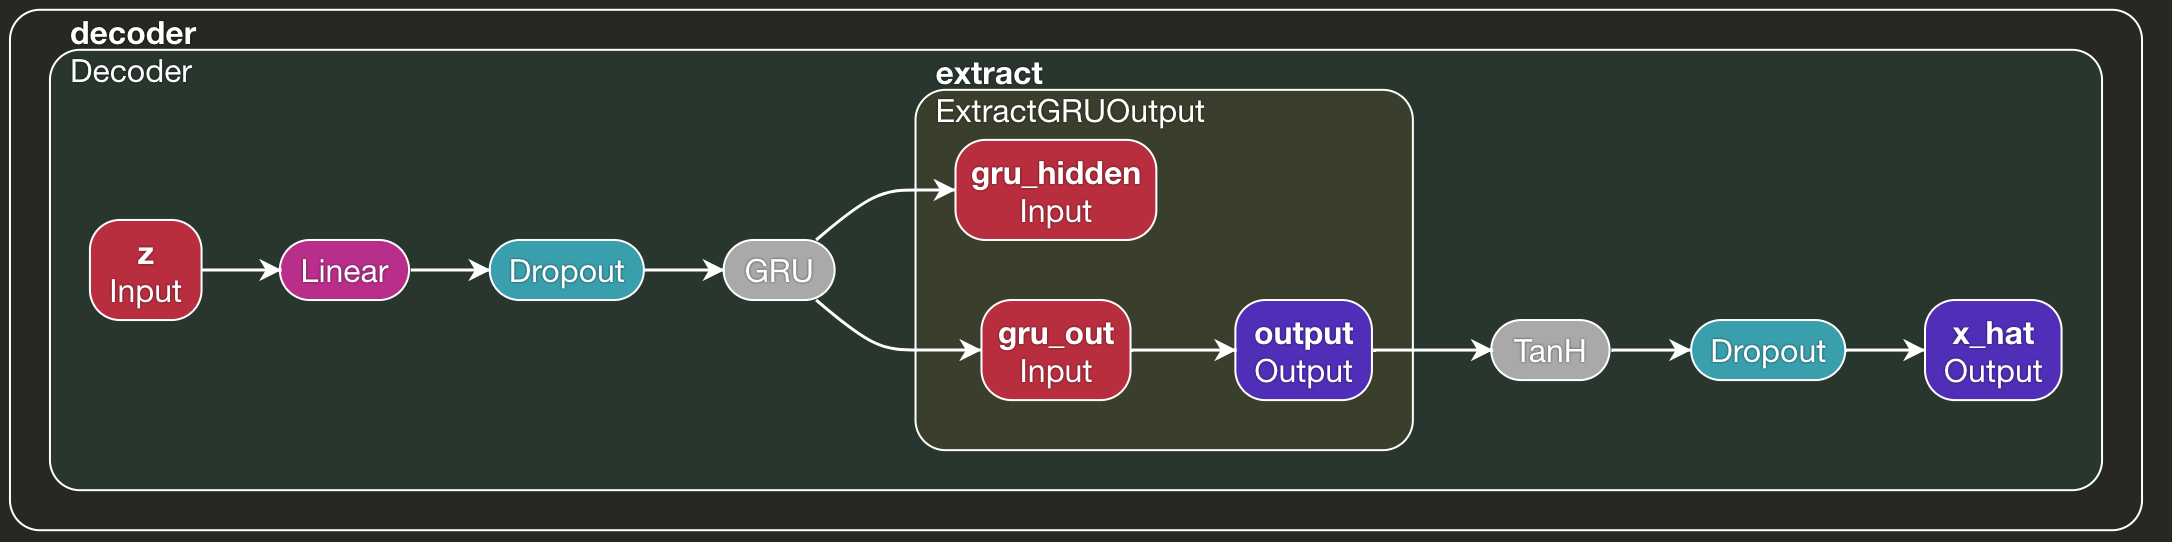 decoder
Decoder
extract
ExtractGRUOutput
gru_hidden
Input
z
Input
Linear
Dropout
GRU
gru_out
Input
output
Output
TanH
Dropout
x_hat
Output